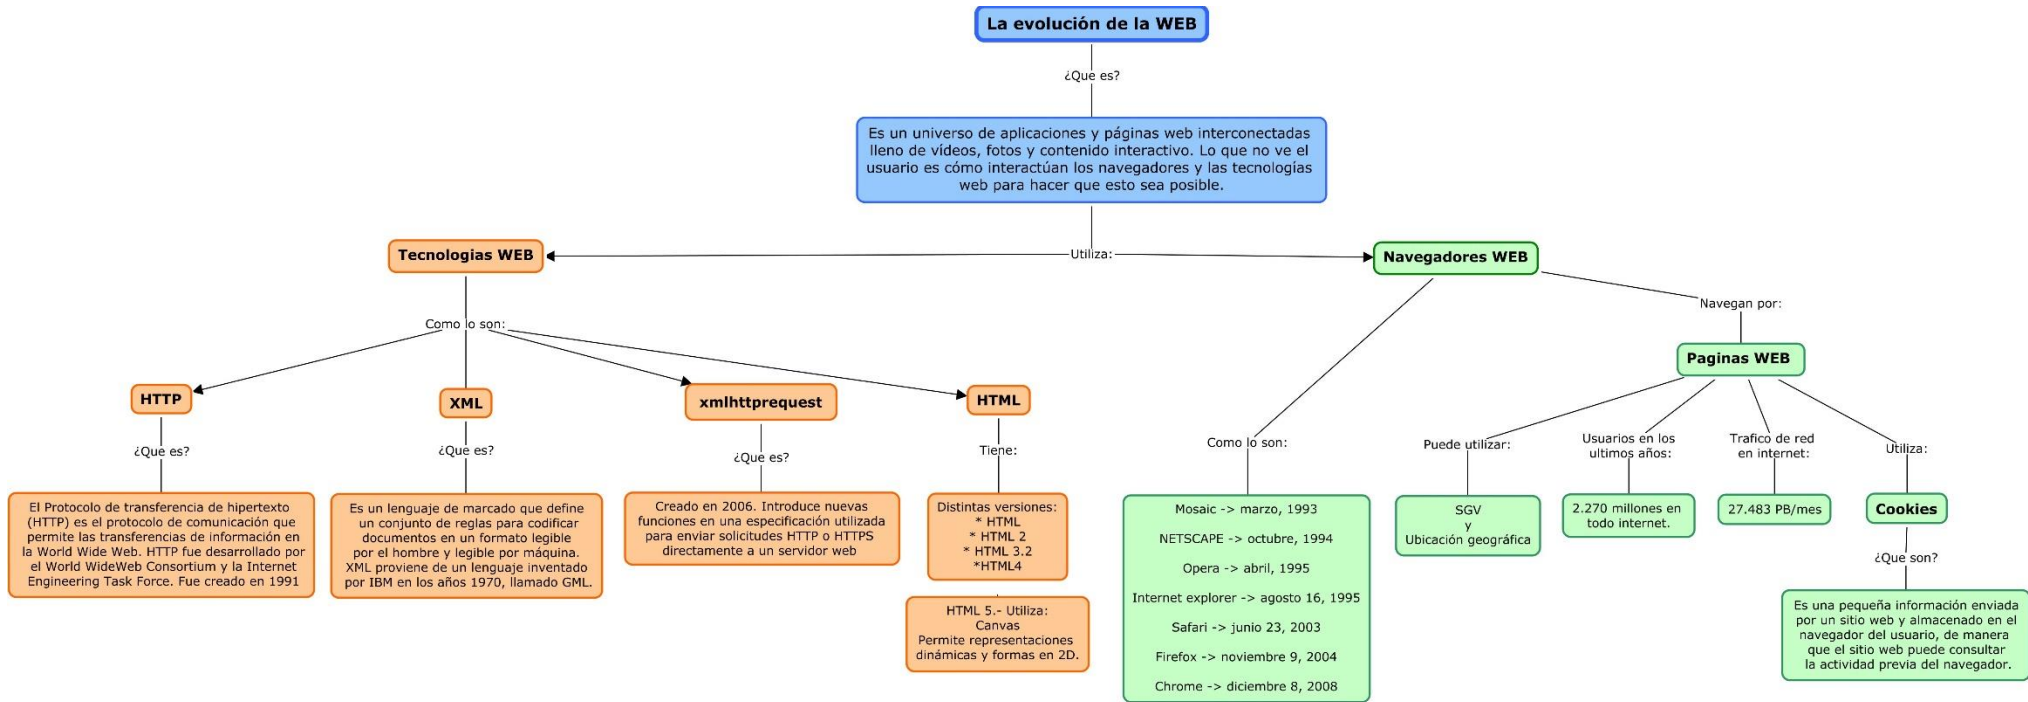 La evolución de la WEB
¿Que es?
Es un universo de aplicaciones y páginas web interconectadas
lleno de vídeos, fotos y contenido interactivo. Lo que no ve el
usuario es cómo interactúan los navegadores y las tecnologías
web para hacer que esto sea posible.
Utiliza:
Tecnologias WEB
Como lo son:
HTTP
¿Que es?
El Protocolo de transferencia de hipertexto
(HTTP) es el protocolo de comunicación que
permite las transferencias de información en
la World Wide Web. HTTP fue desarrollado por
el World WideWeb Consortium y la Internet
Engineering Task Force. Fue creado en 1991
XML
¿Que es?
Es un lenguaje de marcado que define
un conjunto de reglas para codificar
documentos en un formato legible
por el hombre y legible por máquina.
XML proviene de un lenguaje inventado
por IBM en los años 1970, llamado GML.
xmlhttprequest
¿Que es?
Creado en 2006. Introduce nuevas
funciones en una especificación utilizada
para enviar solicitudes HTTP o HTTPS
directamente a un servidor web
HTML
Tiene:
Distintas versiones:
* HTML
* HTML 2
* HTML 3.2
*HTML4
HTML 5.- Utiliza:
Canvas
Permite representaciones
dinámicas y formas en 2D.
Navegadores WEB
Como lo son:
Mosaic -> marzo, 1993
NETSCAPE -> octubre, 1994
Opera -> abril, 1995
Internet explorer -> agosto 16, 1995
Safari -> junio 23, 2003
Firefox -> noviembre 9, 2004
Chrome -> diciembre 8, 2008
Navegan por:
Paginas WEB
Puede utilizar:
SGV
y
Ubicación geográfica
Usuarios en los
ultimos años:
2.270 millones en
todo internet.
Trafico de red
en internet:
27.483 PB/mes
Utiliza:
Cookies
¿Que son?
Es una pequeña información enviada
por un sitio web y almacenado en el
navegador del usuario, de manera
que el sitio web puede consultar
la actividad previa del navegador.